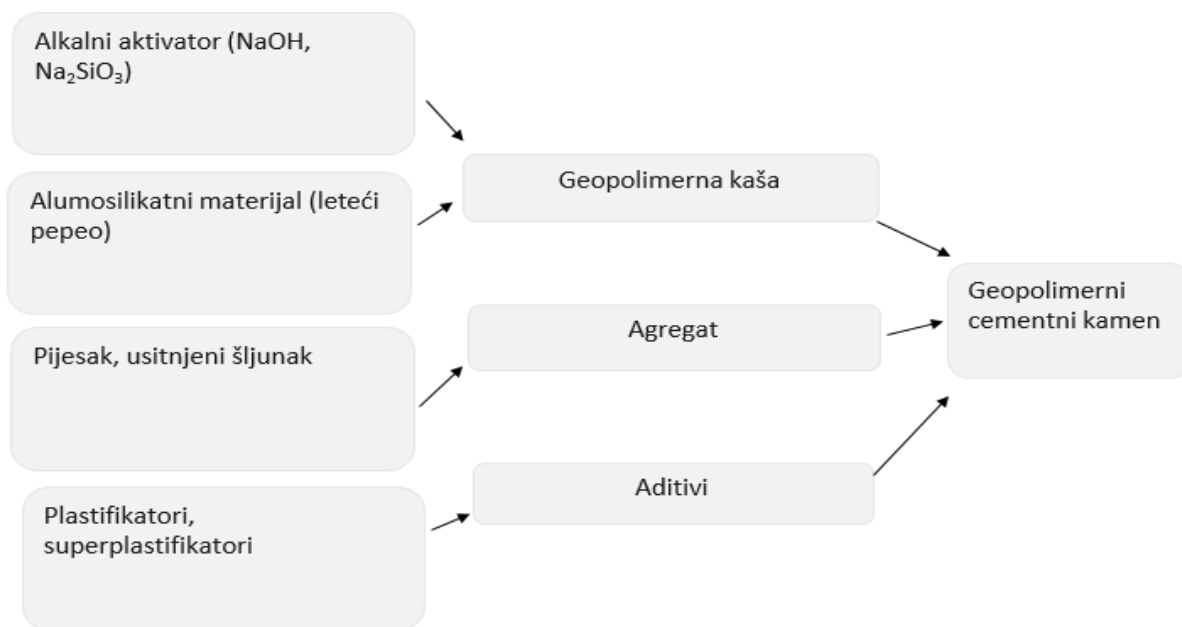 Alkalni aktivator (NaOH,
Na₂SiO₃)
Alumosilikatni materijal (leteći
pepeo)
Pijesak, usitnjeni šljunak
Plastifikatori,
superplastifikatori
Geopolimerna kaša
Agregat
Aditivi
Geopolimerni
cementni kamen